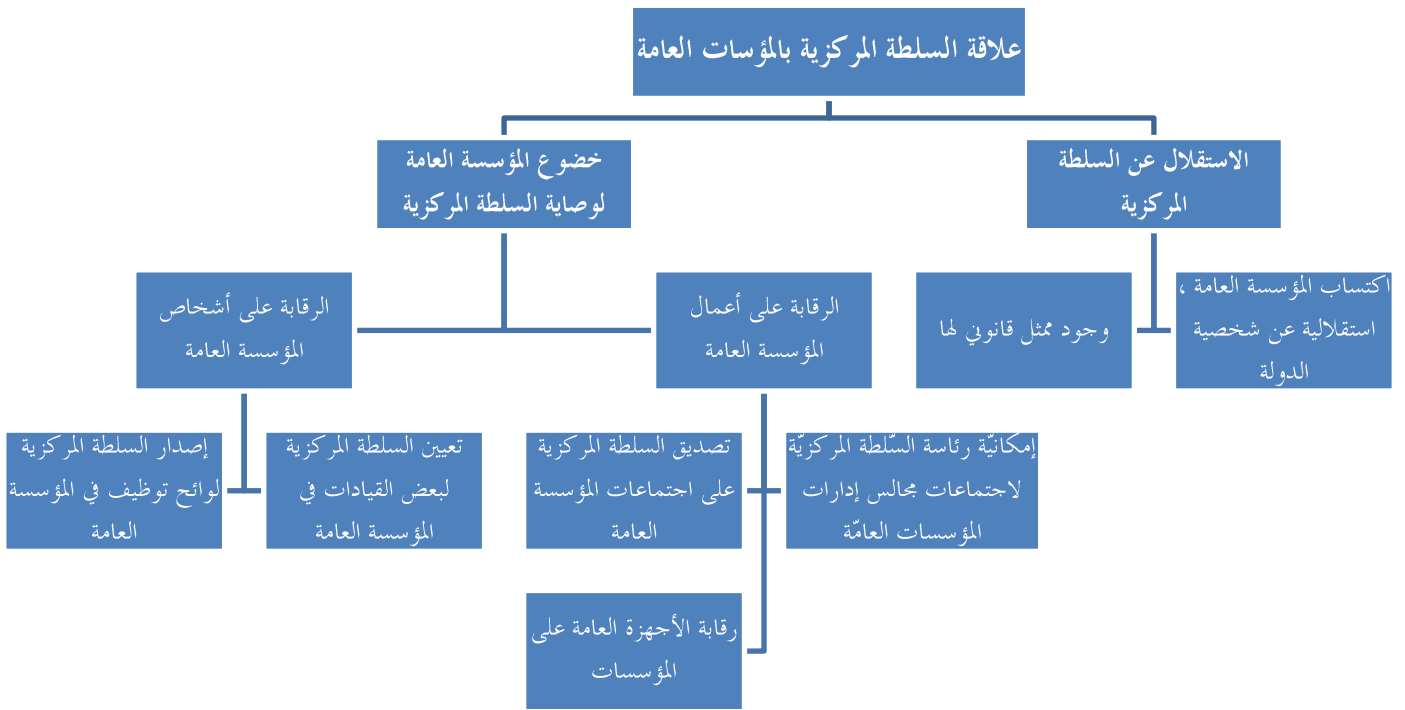 علاقة السلطة المركزية بالمؤسات العامة
الاستقلال عن السلطة
المركزية
خضوع المؤسسة العامة
لوصاية السلطة المركزية
اكتساب المؤسسة العامة ،
استقلالية عن شخصية
الدولة
وجود ممثل قانوني لها
الرقابة على أعمال
المؤسسة العامة
الرقابة على أشخاص
المؤسسة العامة
إمكانيّة رئاسة السّلطة المركزيّة
لاجتماعات مجالس إدارات
المؤسسات العامّة
تصديق السلطة المركزية
على اجتماعات المؤسسة
العامة
تعيين السلطة المركزية
لبعض القيادات في
المؤسسة العامة
إصدار السلطة المركزية
لوائح توظيف في المؤسسة
العامة
رقابة الأجهزة العامة على
المؤسسات